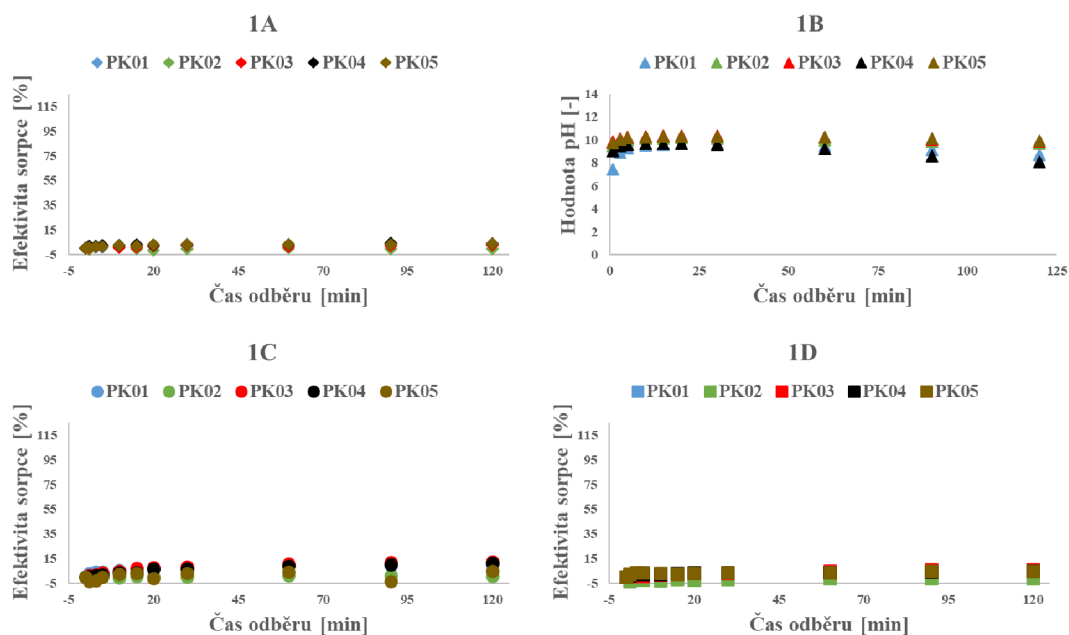 1A
PK01 PK02 PK03 PK04 PK05
Efektivita sorpce [%]
115
95
75
55
35
15
-5
-5 20 45 70 95 120
Čas odběru [min]
1B
PK01 PK02 PK03 PK04 PK05
Hodnota pH [-]
14
12
10
8
6
4
2
0
0 25 50 75 100 125
Čas odběru [min]
1C
PK01 PK02 PK03 PK04 PK05
Efektivita sorpce [%]
115
95
75
55
35
15
-5
-5 20 45 70 95 120
Čas odběru [min]
1D
PK01 PK02 PK03 PK04 PK05
Efektivita sorpce [%]
115
95
75
55
35
15
-5
-5 20 45 70 95 120
Čas odběru [min]